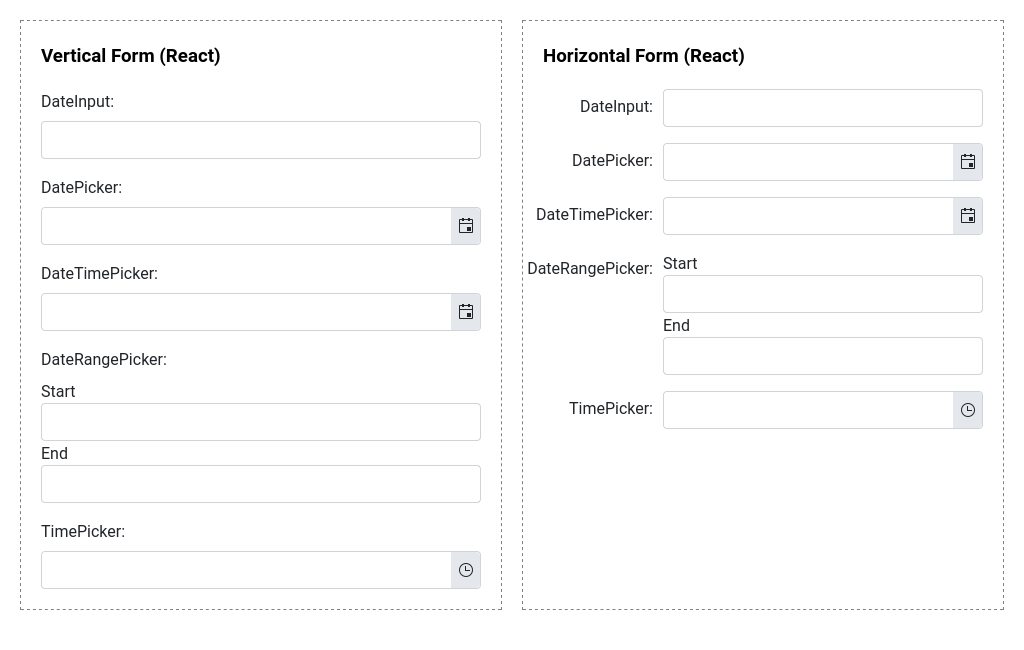 Vertical Form (React)
DateInput:
DatePicker:
DateTimePicker:
DateRangePicker:
Start
End
TimePicker:
Horizontal Form (React)
DateInput:
DatePicker:
DateTimePicker:
DateRangePicker:
Start
End
TimePicker: